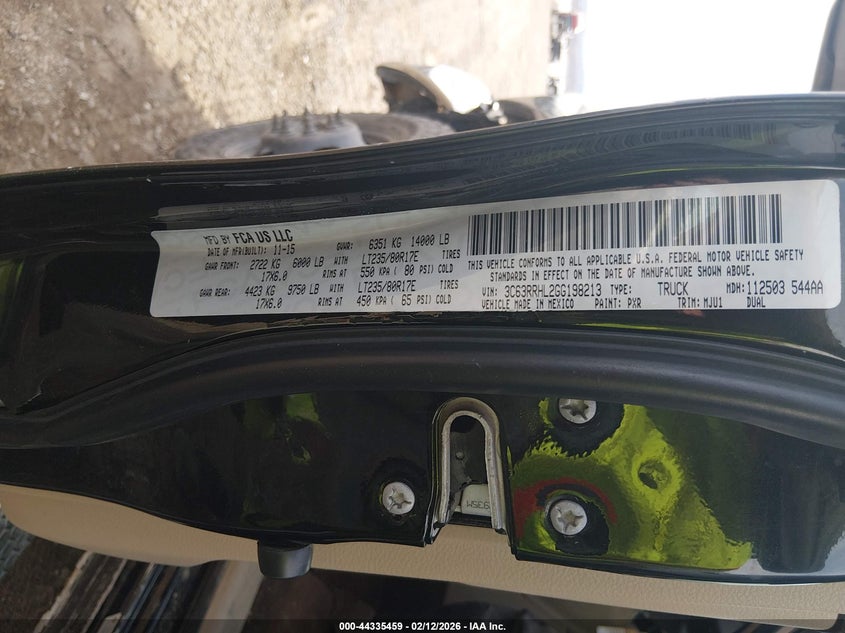 MFD BY FCA US LLC
DATE OF MFR(BUILT): 11-15 GVWR: 6351 KG 14000 LB
GAWR FRONT: 2722 KG 6000 LB WITH LT235/80R17E TIRES
17X6.0 RIMS AT 550 KPA ( 80 PSI) COLD
GAWR REAR: 4423 KG 9750 LB WITH LT235/80R17E TIRES
17X6.0 RIMS AT 450 KPA ( 65 PSI) COLD
THIS VEHICLE CONFORMS TO ALL APPLICABLE U.S.A. FEDERAL MOTOR VEHICLE SAFETY
STANDARDS IN EFFECT ON THE DATE OF MANUFACTURE SHOWN ABOVE.
VIN: 3C63RRHL2GG198213 TYPE: TRUCK MDH: 112503 544AA
VEHICLE MADE IN MEXICO PAINT: PXR TRIM: MJU1 DUAL
000-44335459 - 02/12/2026 - IAA Inc.